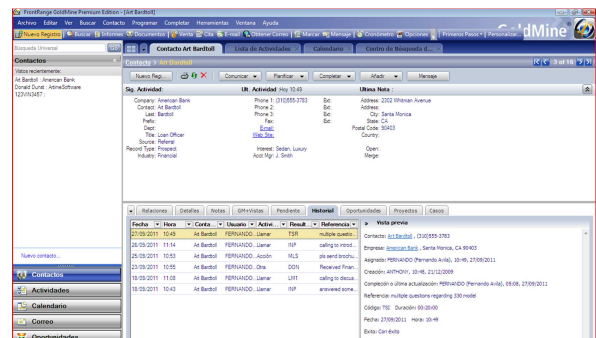 FrontRange GoldMine Premium Edition - [Art Bardtoll]
Archivo Editar Ver Buscar Contacto Programar Completar Herramientas Ventana Ayuda
Nuevo Registro Buscar Informes Documentos Venta Cita E-mail Obtener Correo Marcar Mensaje Cronómetro Opciones Primeros Pasos Personalizar
GoldMine
Búsqueda Universal
Contacto Art Bardtoll Lista de Actividades Calendario Centro de Búsqueda d...
Contactos
Contacts > Art Bardtoll 3 of 16
Vistos recientemente:
Art Bardtoll : American Bank
Donald Durst : ArtimeSoftware
123VIN3457 :
Nuevo Regi... Comunicar Planificar Completar Añadir Mensaje
Sig. Actividad: Ult. Actividad Hoy 10:49 Ultima Nota :
Company: American Bank Phone 1: (310)555-3783 Ext: Address: 2302 Whitman Avenue
Contact: Art Bardtoll Phone 2: Ext: Address:
Last: Bardtoll Phone 3: Ext: City: Santa Monica
Prefix: Fax: Ext: State: CA
Dept: E-mail: Postal Code: 90403
Title: Loan Officer Web Site: Country:
Source: Referral
Record Type: Prospect Interest: Sedan, Luxury Open:
Industry: Financial Acct Mgr: J. Smith Merge:
Relaciones Detalles Notas GM+Vistas Pendiente Historial Oportunidades Proyectos Casos
Fecha Hora Conta... Usuario Activi... Result... Referencia
27/09/2011 10:49 Art Bardtoll FERNANDO... Llamar TSR multiple questio...
26/09/2011 11:14 Art Bardtoll FERNANDO... Llamar INP calling to introd...
25/09/2011 10:53 Art Bardtoll FERNANDO... Acción MLS pls send brochu...
23/09/2011 10:55 Art Bardtoll FERNANDO... Otra DON Received Finan...
18/09/2011 11:08 Art Bardtoll FERNANDO... Llamar LMT calling to discus...
18/09/2011 10:43 Art Bardtoll FERNANDO... Llamar INP answered some...
Vista previa
Contacto: Art Bardtoll , (310)555-3783
Empresa: American Bank , Santa Monica, CA 90403
Asignado: FERNANDO (Fernando Avila), 10:49, 27/09/2011
Creación: ANTHONY, 10:48, 21/12/2009
Compleción o última actualización: FERNANDO (Fernando Avila), 05:08, 27/09/2011
Referencia: multiple questions regarding 330 model
Código: TSI Duración: 00:20:00
Fecha: 27/09/2011 Hora: 10:49
Exito: Con éxito
Nuevo contacto...
Contactos
Actividades
Calendario
Correo
Oportunidades